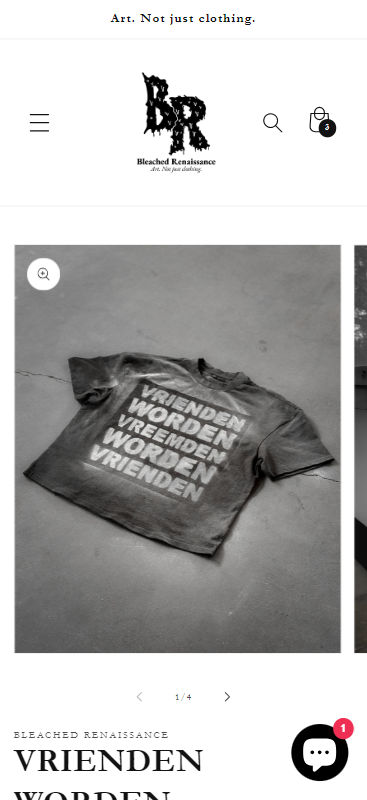 Art. Not just clothing.
BR
Bleached Renaissance
Art. Not just clothing.
3
VRIENDEN
WORDEN
VREEMDEN
WORDEN
VRIENDEN
1/4
BLEACHED RENAISSANCE
1
VRIENDEN
WORDEN